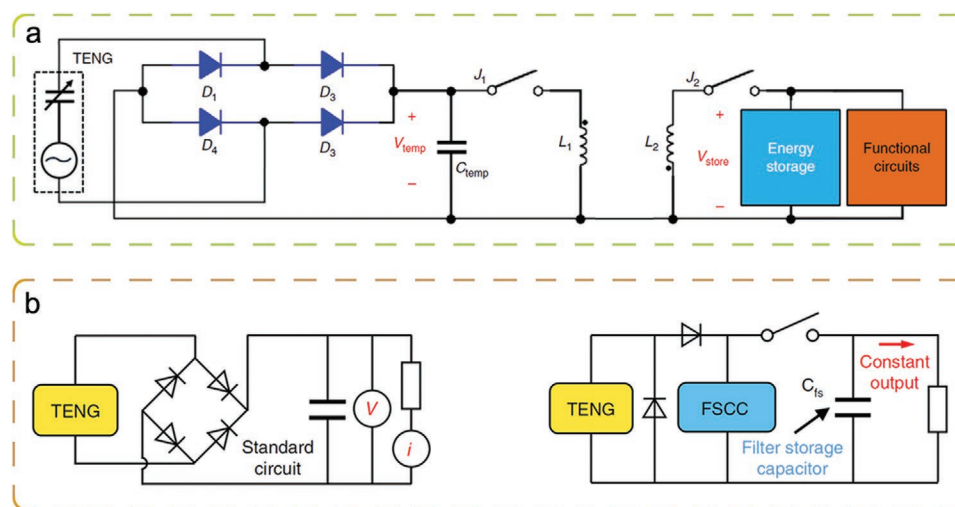 a
TENG
D1
D3
D4
D3
+
Vtemp
−
Ctemp
J1
L1
L2
J2
+
Vstore
−
Energy
storage
Functional
circuits
b
TENG
Standard
circuit
V
i
TENG
FSCC
Cfs
Filter storage
capacitor
Constant
output